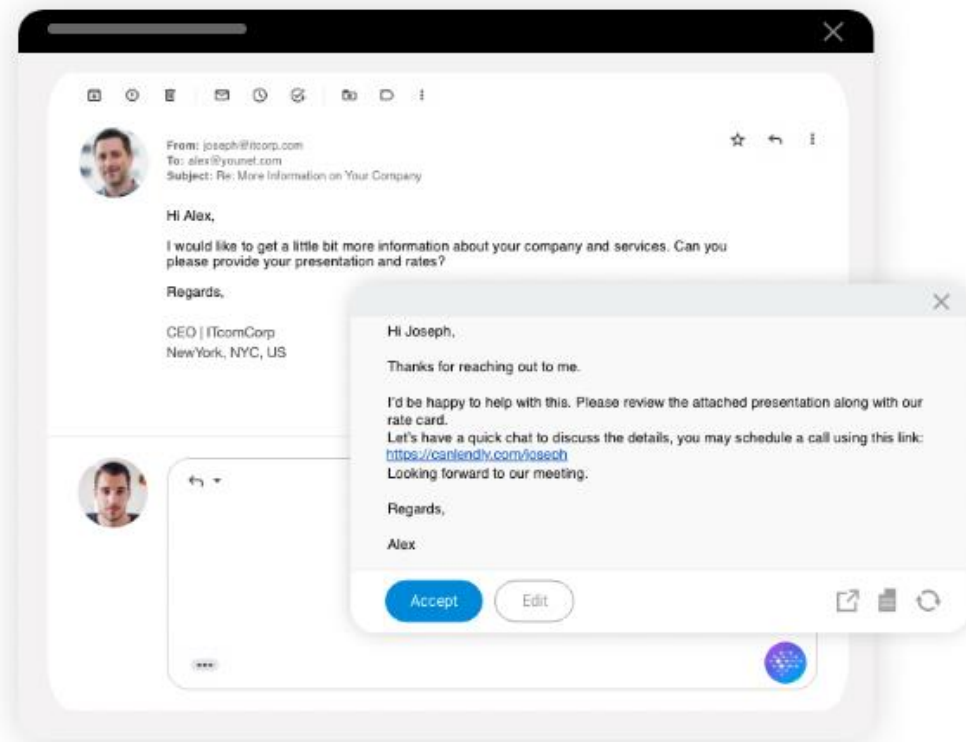 From: joseph@itcorp.com
To: alex@younet.com
Subject: Re: More Information on Your Company
Hi Alex,
I would like to get a little bit more information about your company and services. Can you
please provide your presentation and rates?
Regards,
CEO | ITcomCorp
NewYork, NYC, US
Hi Joseph,
Thanks for reaching out to me.
I'd be happy to help with this. Please review the attached presentation along with our
rate card.
Let's have a quick chat to discuss the details, you may schedule a call using this link:
https://canlendly.com/joseph
Looking forward to our meeting.
Regards,
Alex
Accept
Edit